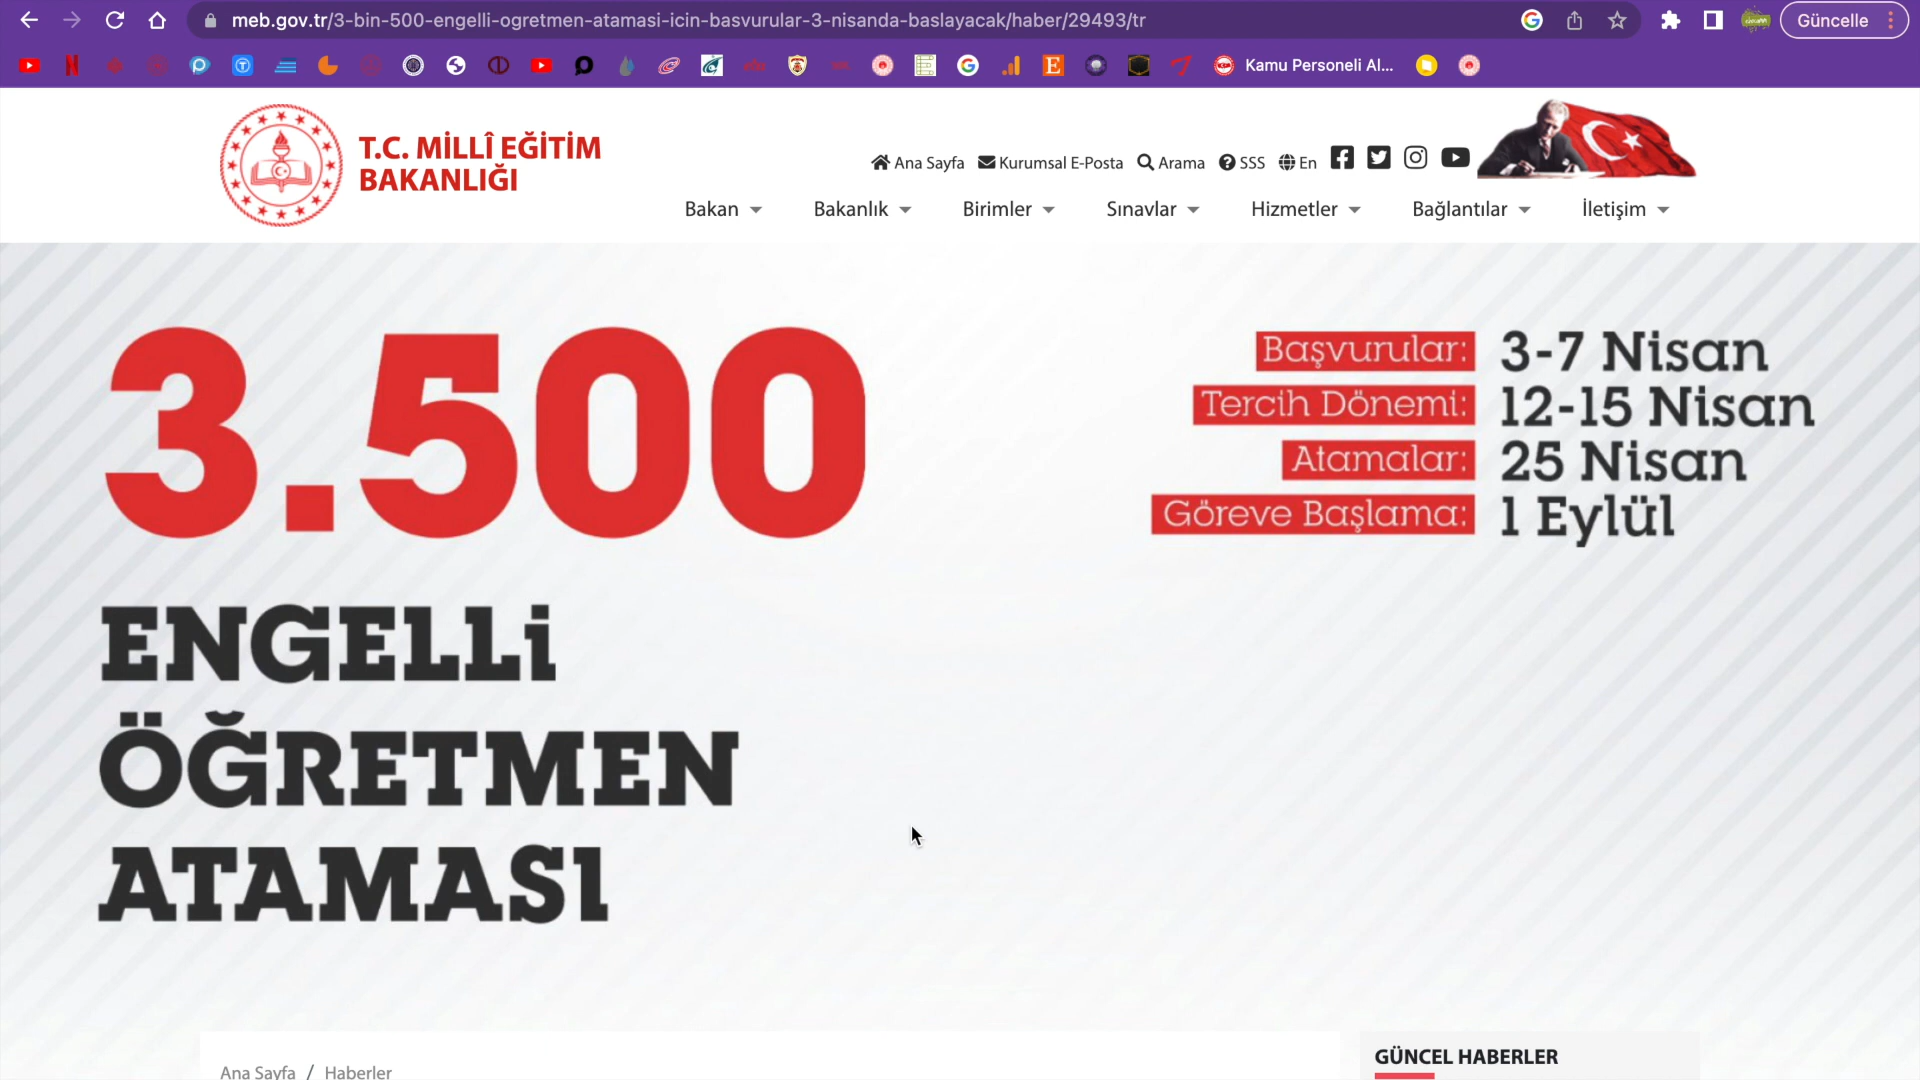 meb.gov.tr/3-bin-500-engelli-ogretmen-atamasi-icin-basvurular-3-nisanda-baslayacak/haber/29493/tr
Güncelle
Kamu Personeli Al...
T.C. MİLLÎ EĞİTİM
BAKANLIĞI
Ana Sayfa Kurumsal E-Posta Arama SSS En
Bakan Bakanlık Birimler Sınavlar Hizmetler Bağlantılar İletişim
3.500
ENGELLİ
ÖĞRETMEN
ATAMASI
Başvurular: 3-7 Nisan
Tercih Dönemi: 12-15 Nisan
Atamalar: 25 Nisan
Göreve Başlama: 1 Eylül
Ana Sayfa / Haberler
GÜNCEL HABERLER